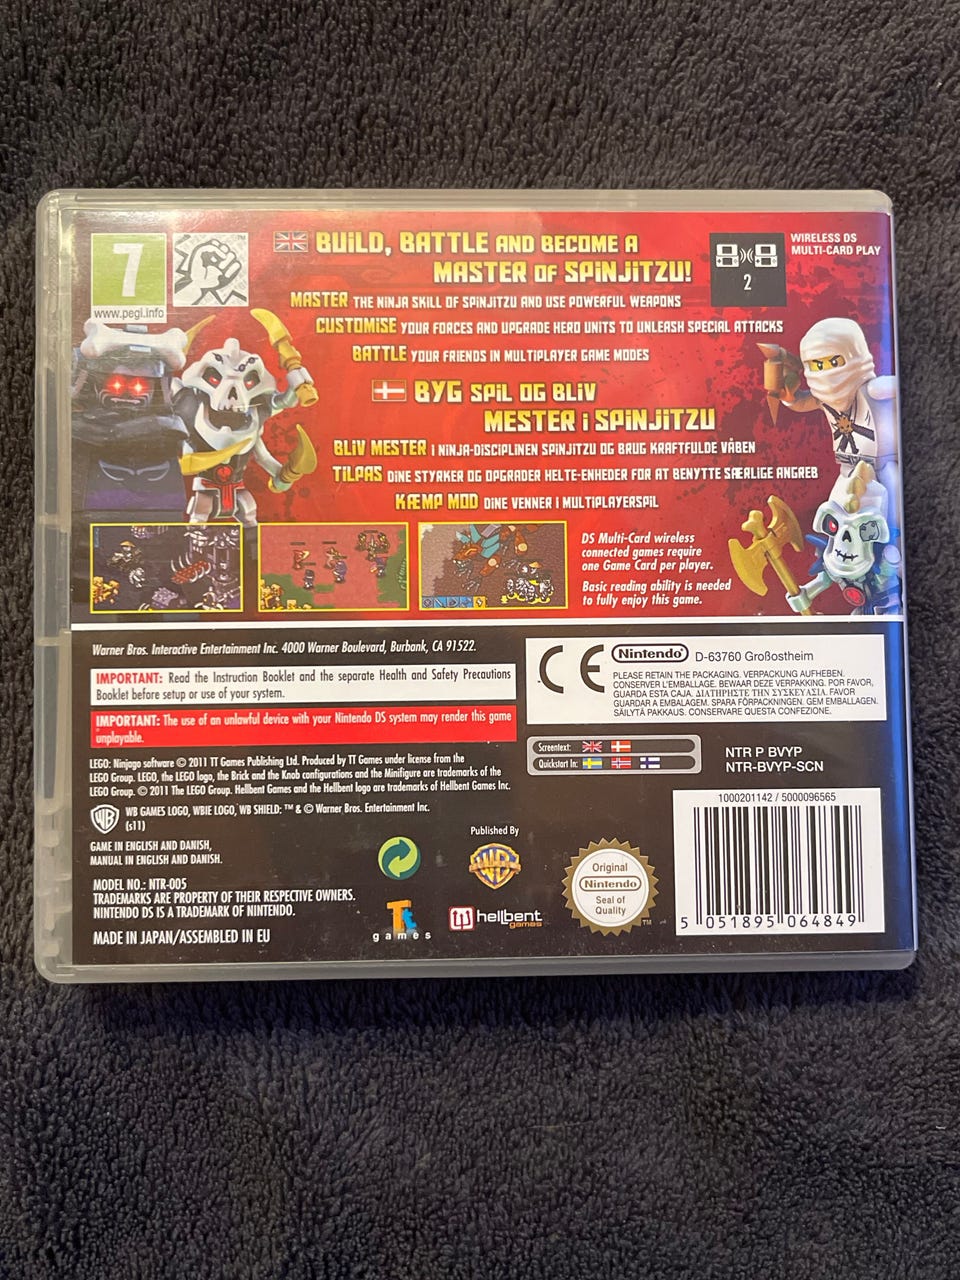 7
www.pegi.info
BUILD, BATTLE AND BECOME A
MASTER OF SPINJITZU!
MASTER THE NINJA SKILL OF SPINJITZU AND USE POWERFUL WEAPONS
CUSTOMISE YOUR FORCES AND UPGRADE HERO UNITS TO UNLEASH SPECIAL ATTACKS
BATTLE YOUR FRIENDS IN MULTIPLAYER GAME MODES
2
WIRELESS DS
MULTI-CARD PLAY
BYG SPIL OG BLIV
MESTER I SPINJITZU
BLIV MESTER I NINJA-DISCIPLINEN SPINJITZU OG BRUG KRAFTFULDE VÅBEN
TILPAS DINE STYRKER OG OPGRADER HELTE-ENHEDER FOR AT BENYTTE SÆRLIGE ANGREB
KÆMP MOD DINE VENNER I MULTIPLAYERSPIL
DS Multi-Card wireless
connected games require
one Game Card per player.
Basic reading ability is needed
to fully enjoy this game.
Warner Bros. Interactive Entertainment Inc. 4000 Warner Boulevard, Burbank, CA 91522.
IMPORTANT: Read the Instruction Booklet and the separate Health and Safety Precautions
Booklet before setup or use of your system.
IMPORTANT: The use of an unlawful device with your Nintendo DS system may render this game
unplayable.
LEGO: Ninjago software © 2011 TT Games Publishing Ltd. Produced by TT Games under license from the
LEGO Group. LEGO, the LEGO logo, the Brick and the Knob configurations and the Minifigure are trademarks of the
LEGO Group. © 2011 The LEGO Group. Hellbent Games and the Hellbent logo are trademarks of Hellbent Games Inc.
WB
WB GAMES LOGO, WBIE LOGO, WB SHIELD: ™ & © Warner Bros. Entertainment Inc.
(s11)
GAME IN ENGLISH AND DANISH,
MANUAL IN ENGLISH AND DANISH.
MODEL NO.: NTR-005
TRADEMARKS ARE PROPERTY OF THEIR RESPECTIVE OWNERS.
NINTENDO DS IS A TRADEMARK OF NINTENDO.
MADE IN JAPAN/ASSEMBLED IN EU
Published By
WB
Tt
games
hellbent
games
Original
Nintendo
Seal of
Quality
TM
CE
Nintendo® D-63760 Großostheim
PLEASE RETAIN THE PACKAGING. VERPACKUNG AUFHEBEN.
CONSERVER L'EMBALLAGE. BEWAAR DEZE VERPAKKING. POR FAVOR,
GUARDA ESTA CAJA. ΔΙΑΤΗΡΗΣΤΕ ΤΗΝ ΣΥΣΚΕΥΑΣΙΑ. FAVOR
GUARDAR A EMBALAGEM. SPARA FÖRPACKNINGEN. GEM EMBALLAGEN.
SÄILYTÄ PAKKAUS. CONSERVARE QUESTA CONFEZIONE.
Screentext:
Quickstart In:
NTR P BVYP
NTR-BVYP-SCN
1000201142 / 5000096565
5 051895 064849